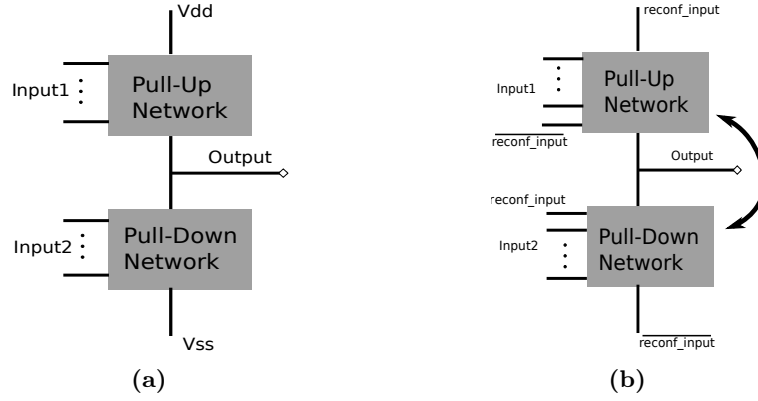 Vdd
Input1
Pull-Up
Network
Output
Input2
Pull-Down
Network
Vss
(a)
reconf_input
Input1
Pull-Up
Network
reconf_input
Output
reconf_input
Input2
Pull-Down
Network
reconf_input
(b)